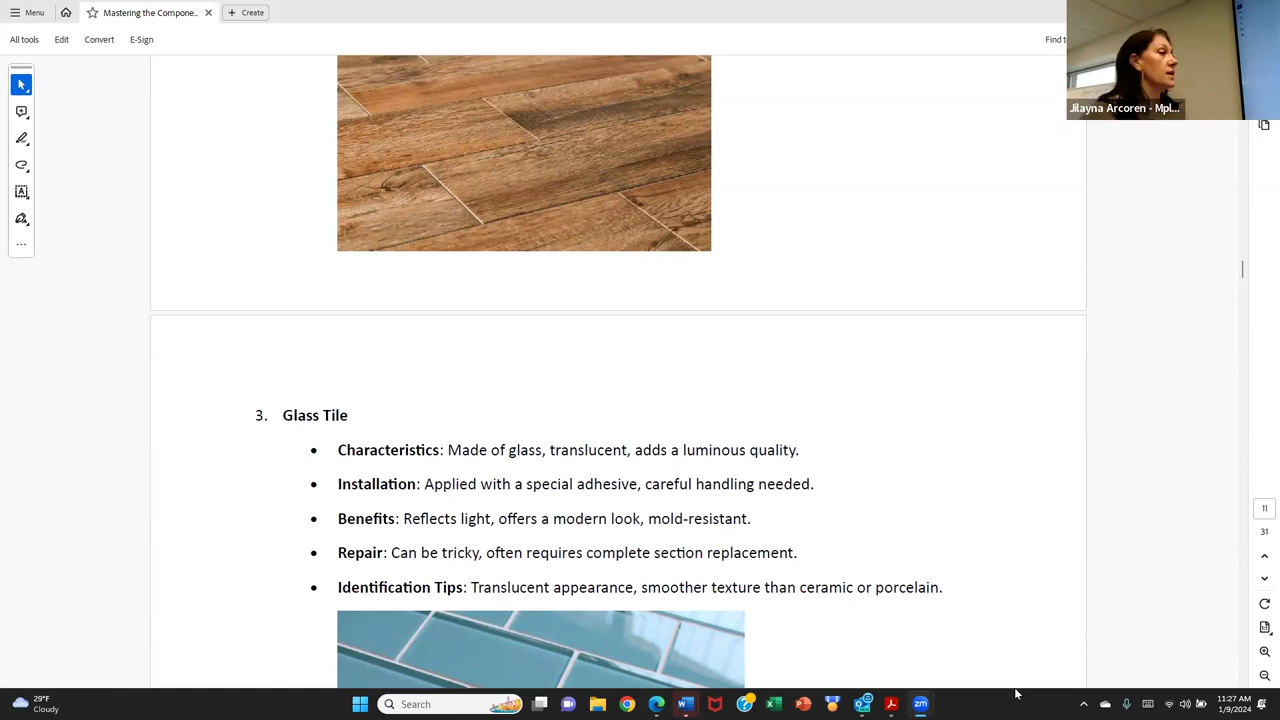 Menu
Mastering the Compone...
Create
All tools
Edit
Convert
E-Sign
Find to
Jilayna Arcoren - Mpl...
3. Glass Tile
• Characteristics: Made of glass, translucent, adds a luminous quality.
• Installation: Applied with a special adhesive, careful handling needed.
• Benefits: Reflects light, offers a modern look, mold-resistant.
• Repair: Can be tricky, often requires complete section replacement.
• Identification Tips: Translucent appearance, smoother texture than ceramic or porcelain.
11
31
29°F
Cloudy
Search
11:27 AM
1/9/2024